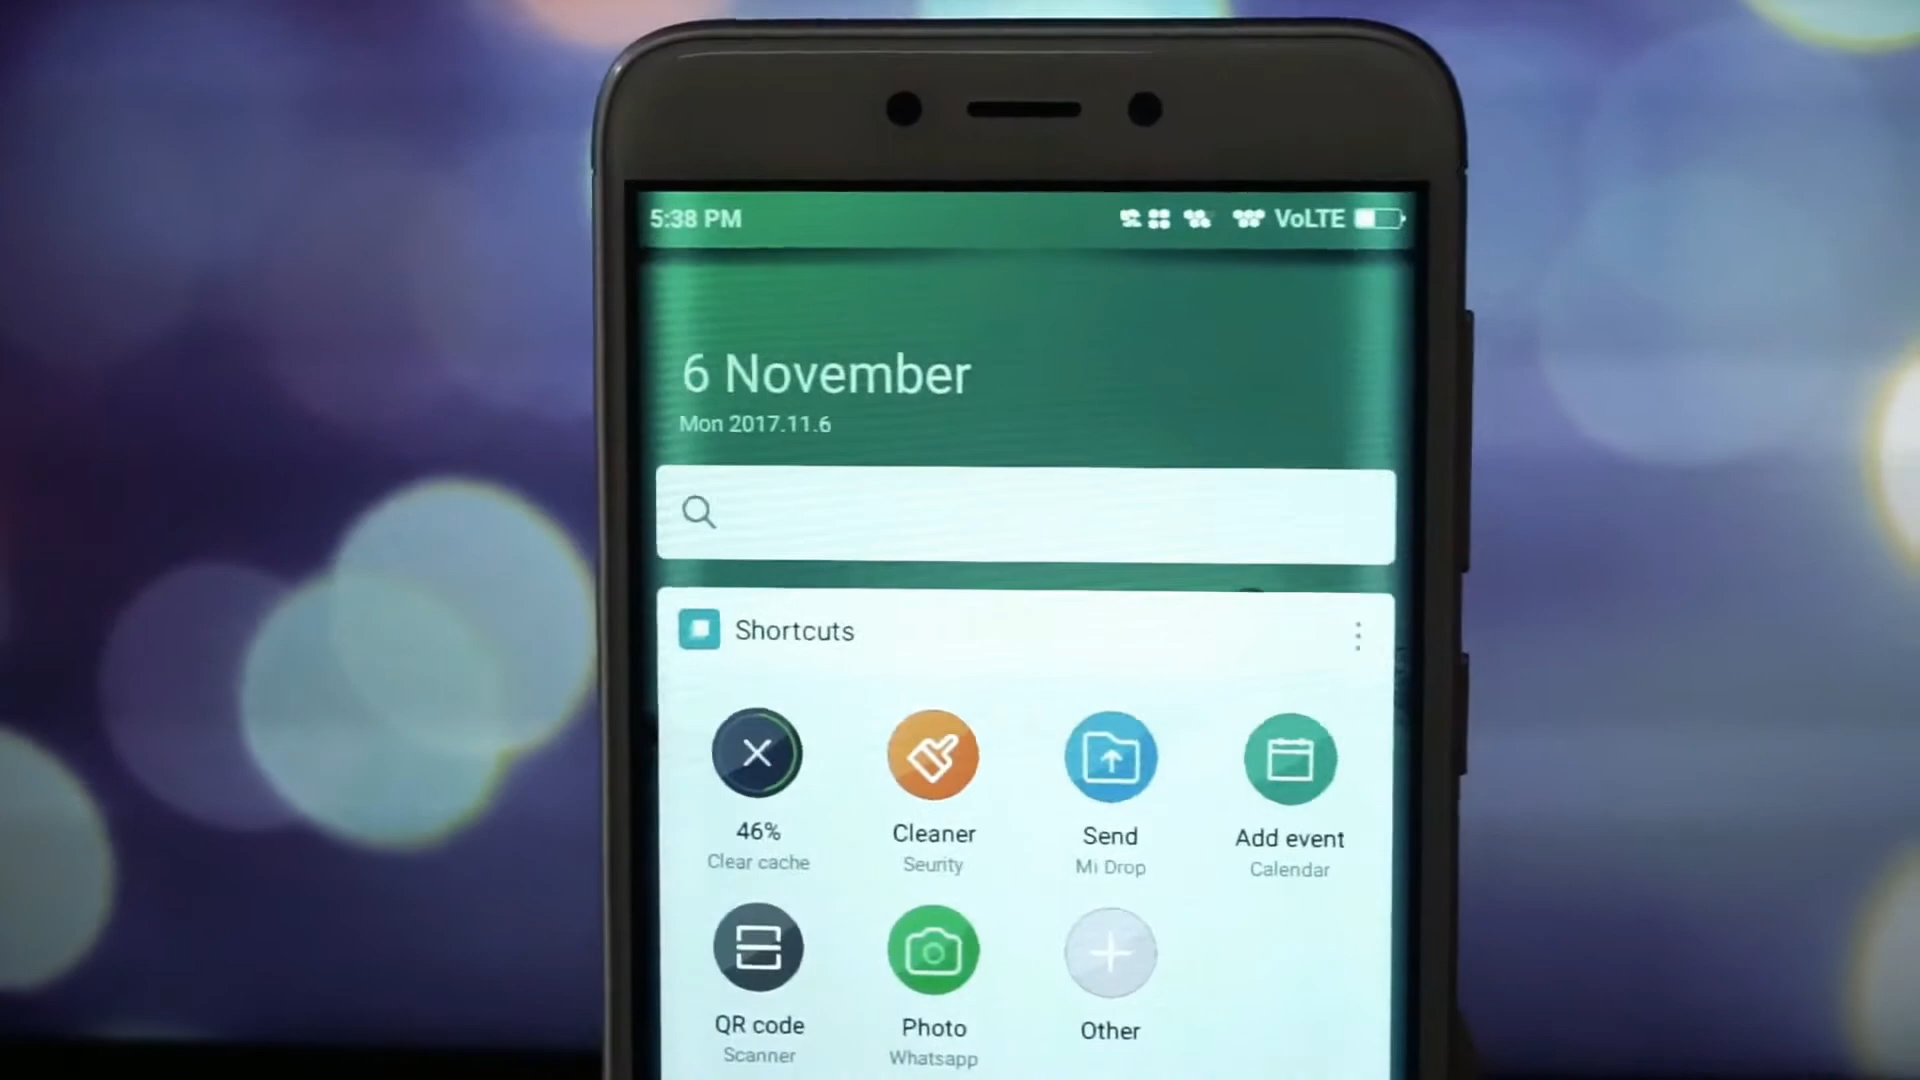 5:38 PM VoLTE
6 November
Mon 2017.11.6
Shortcuts
46% Cleaner Send Add event
Clear cache Seurity Mi Drop Calendar
QR code Photo Other
Scanner Whatsapp